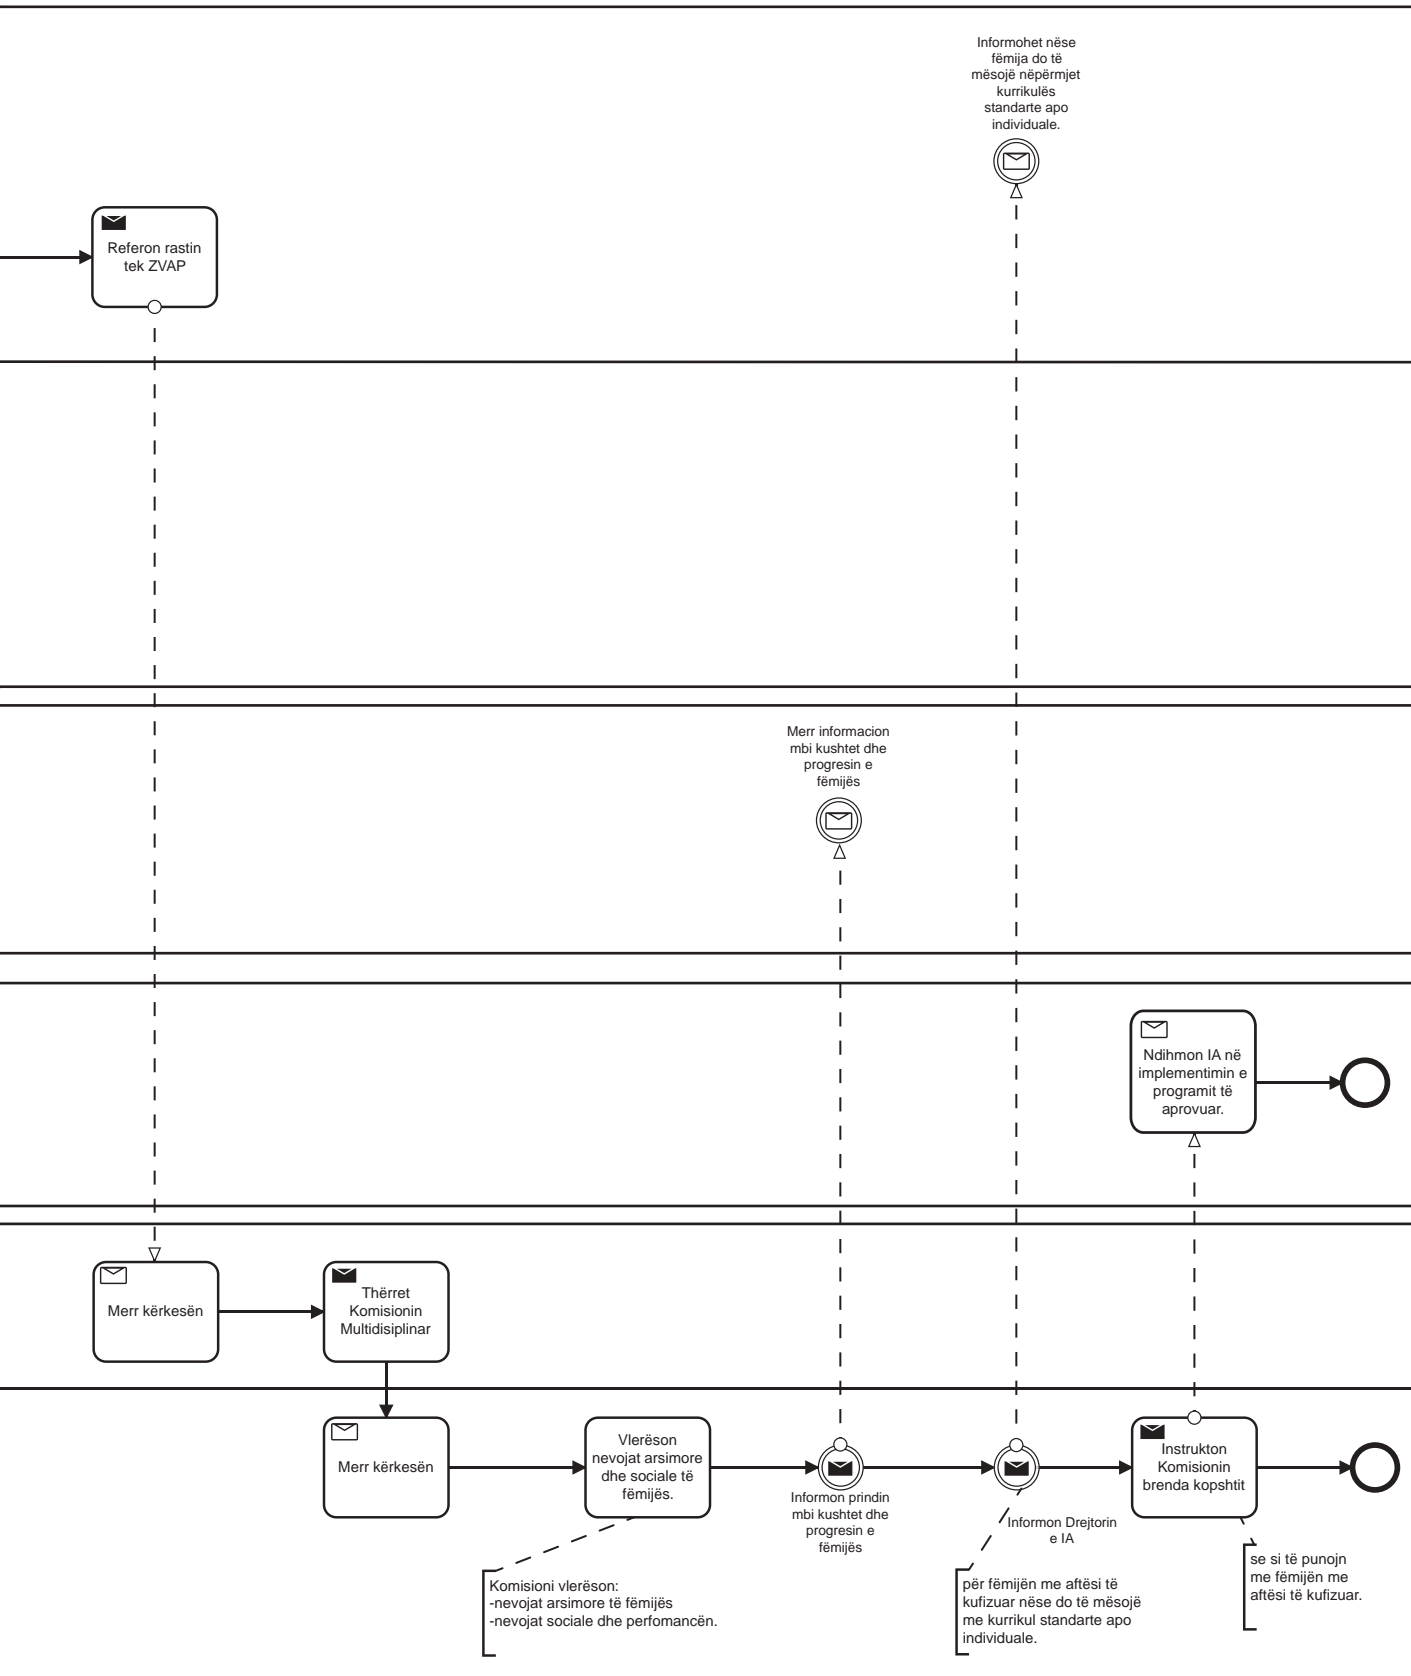 Informohet nëse
fëmija do të
mësojë nëpërmjet
kurrikulës
standarte apo
individuale.
Referon rastin
tek ZVAP
Merr informacion
mbi kushtet dhe
progresin e
fëmijës
Ndihmon IA në
implementimin e
programit të
aprovuar.
Merr kërkesën
Thërret
Komisionin
Multidisiplinar
Merr kërkesën
Vlerëson
nevojat arsimore
dhe sociale të
fëmijës.
Informon prindin
mbi kushtet dhe
progresin e
fëmijës
Informon Drejtorin
e IA
Instrukton
Komisionin
brenda kopshtit
Komisioni vlerëson:
-nevojat arsimore të fëmijës
-nevojat sociale dhe perfomancën.
për fëmijën me aftësi të
kufizuar nëse do të mësojë
me kurrikul standarte apo
individuale.
se si të punojn
me fëmijën me
aftësi të kufizuar.